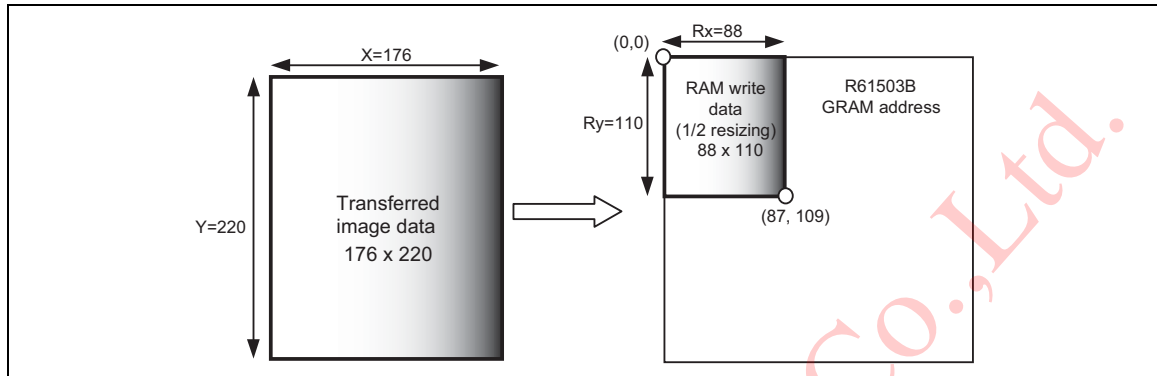 X=176
Y=220
Transferred
image data
176 x 220
(0,0)
Rx=88
Ry=110
RAM write
data
(1/2 resizing)
88 x 110
(87, 109)
R61503B
GRAM address
Co.,Ltd.